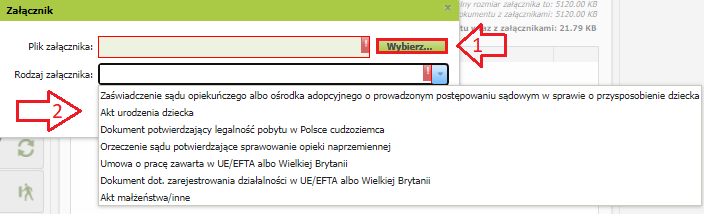 Załącznik
x
lny rozmiar załącznika to: 5120.00 KB
okumentu z załącznikami: 5120.00 KB
tu wraz z załącznikami: 21.79 KB
Plik załącznika:
!
Wybierz...
1
Rodzaj załącznika:
!
2
Zaświadczenie sądu opiekuńczego albo ośrodka adopcyjnego o prowadzonym postępowaniu sądowym w sprawie o przysposobienie dziecka
Akt urodzenia dziecka
Dokument potwierdzający legalność pobytu w Polsce cudzoziemca
Orzeczenie sądu potwierdzające sprawowanie opieki naprzemiennej
Umowa o pracę zawarta w UE/EFTA albo Wielkiej Brytanii
Dokument dot. zarejestrowania działalności w UE/EFTA albo Wielkiej Brytanii
Akt małżeństwa/inne